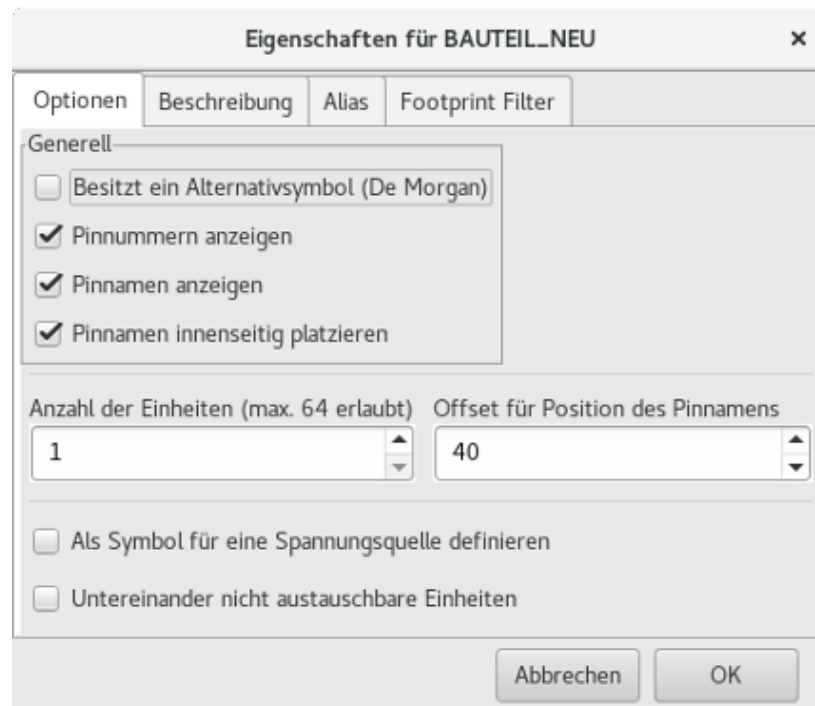 Eigenschaften für BAUTEIL_NEU
Optionen Beschreibung Alias Footprint Filter
Generell
Besitzt ein Alternativsymbol (De Morgan)
Pinnummern anzeigen
Pinnamen anzeigen
Pinnamen innenseitig platzieren
Anzahl der Einheiten (max. 64 erlaubt) Offset für Position des Pinnamens
1 40
Als Symbol für eine Spannungsquelle definieren
Untereinander nicht austauschbare Einheiten
Abbrechen OK